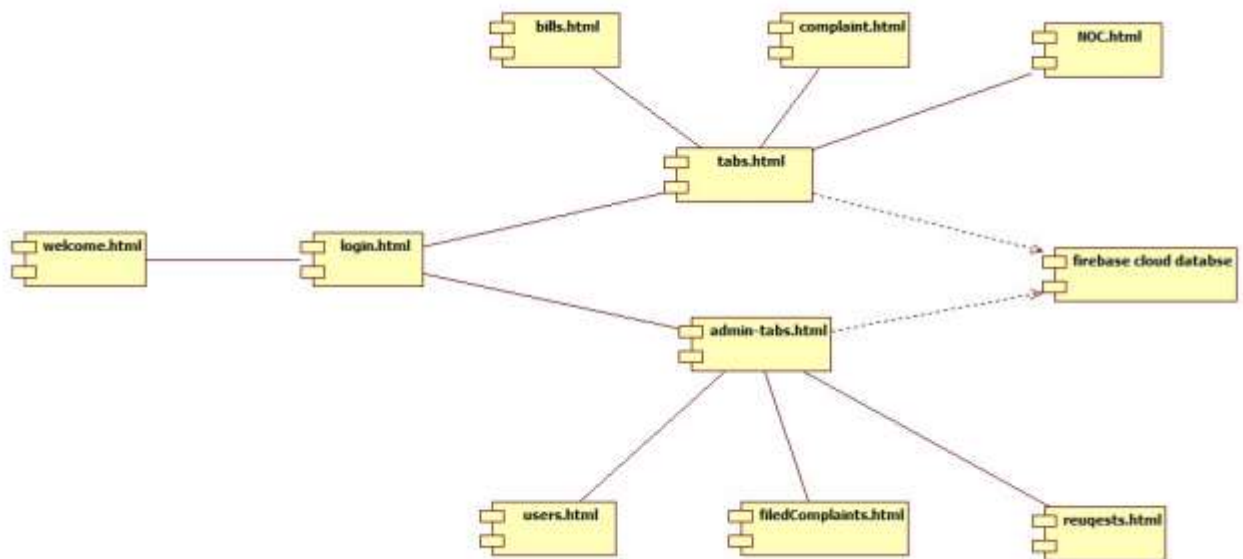 bills.html
complaint.html
NOC.html
tabs.html
welcome.html
login.html
firebase cloud databse
admin-tabs.html
users.html
filedComplaints.html
reuqests.html